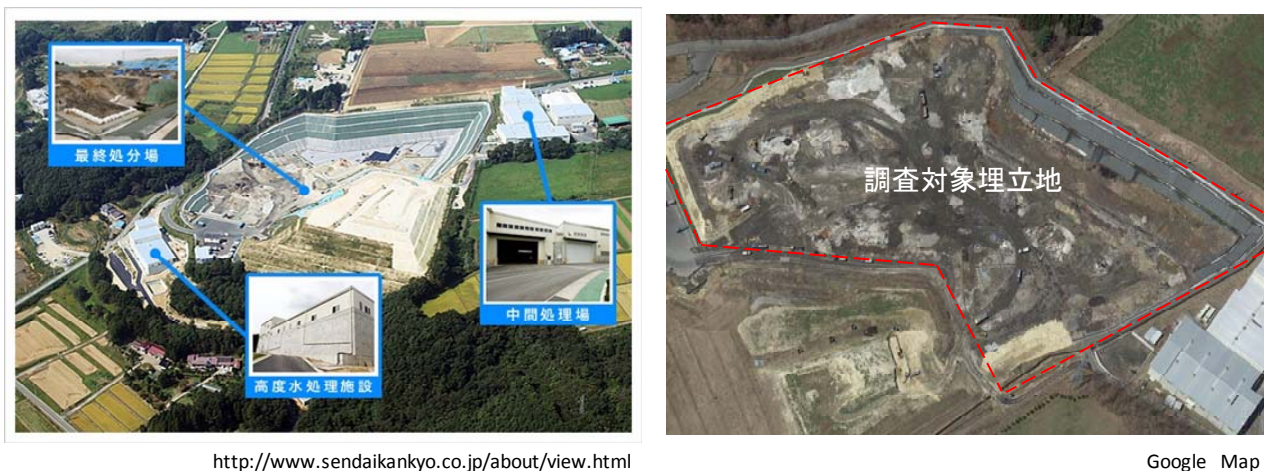 最終処分場
中間処理場
高度水処理施設
調査対象埋立地
http://www.sendaikankyo.co.jp/about/view.html
Google Map